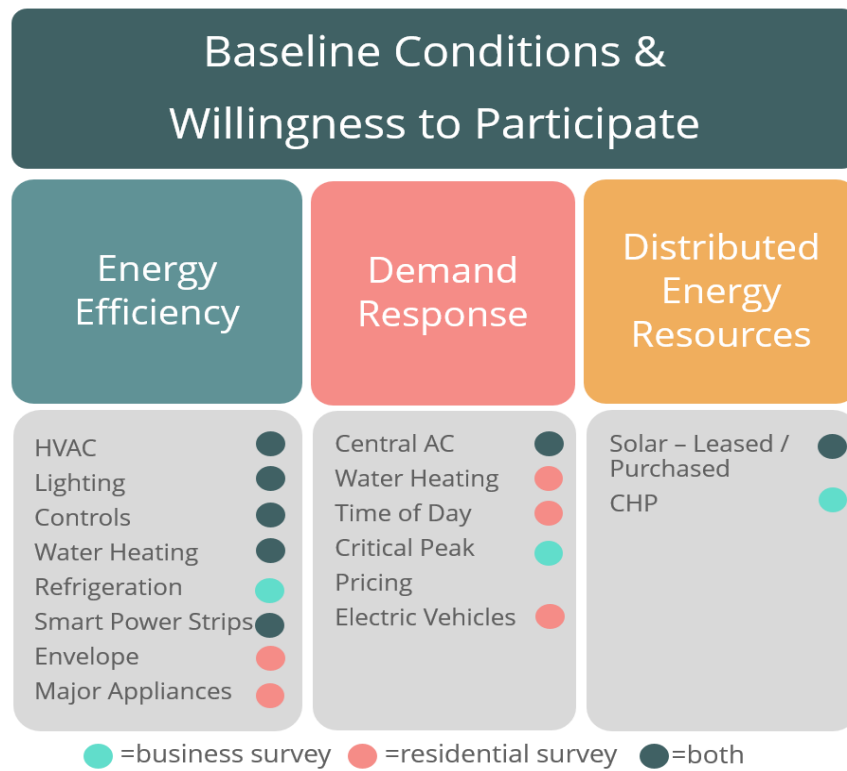 Baseline Conditions &
Willingness to Participate
Energy
Efficiency
Demand
Response
Distributed
Energy
Resources
HVAC
Lighting
Controls
Water Heating
Refrigeration
Smart Power Strips
Envelope
Major Appliances
Central AC
Water Heating
Time of Day
Critical Peak
Pricing
Electric Vehicles
Solar – Leased /
Purchased
CHP
=business survey =residential survey =both